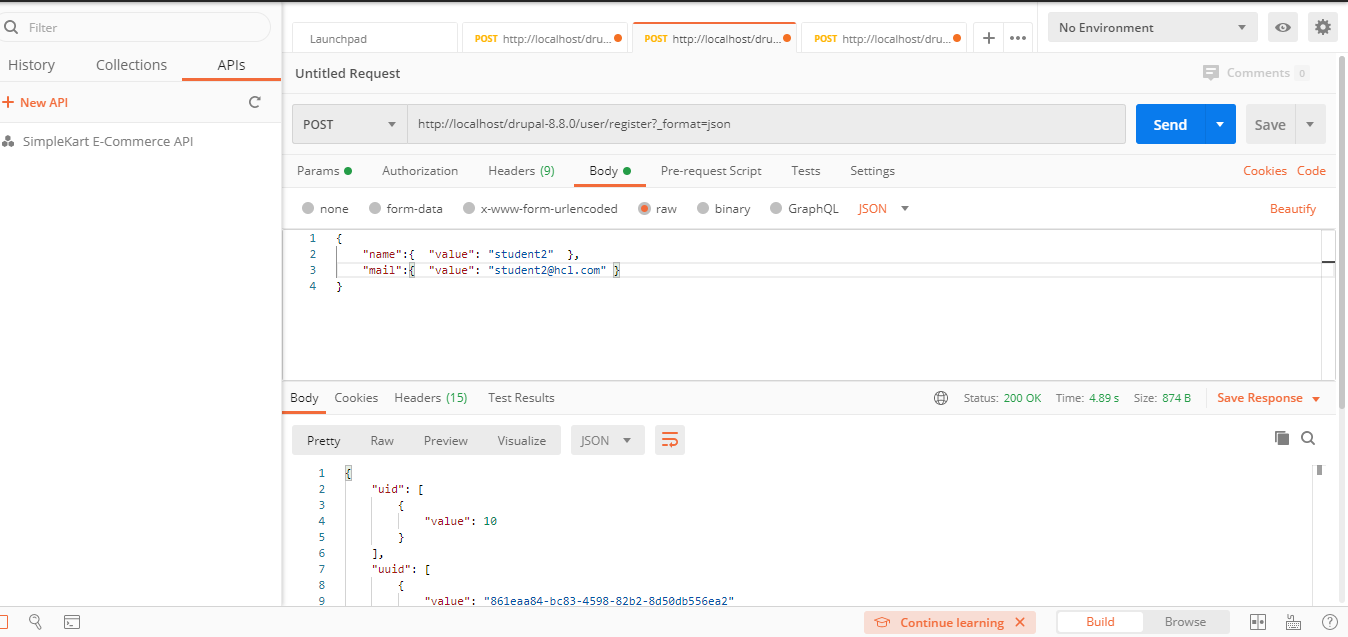 Filter
History Collections APIs
+ New API
SimpleKart E-Commerce API
Launchpad POST http://localhost/dru... POST http://localhost/dru... POST http://localhost/dru... + ••• No Environment
Untitled Request Comments 0
POST http://localhost/drupal-8.8.0/user/register?_format=json Send Save
Params Authorization Headers (9) Body Pre-request Script Tests Settings Cookies Code
none form-data x-www-form-urlencoded raw binary GraphQL JSON Beautify
1 {
2 "name":{ "value": "student2" },
3 "mail":{ "value": "student2@hcl.com" }
4 }
Body Cookies Headers (15) Test Results Status: 200 OK Time: 4.89 s Size: 874 B Save Response
Pretty Raw Preview Visualize JSON
1 {
2 "uid": [
3 {
4 "value": 10
5 }
6 ],
7 "uuid": [
8 {
9 "value": "861eaa84-bc83-4598-82b2-8d50db556ea2"
Continue learning Build Browse